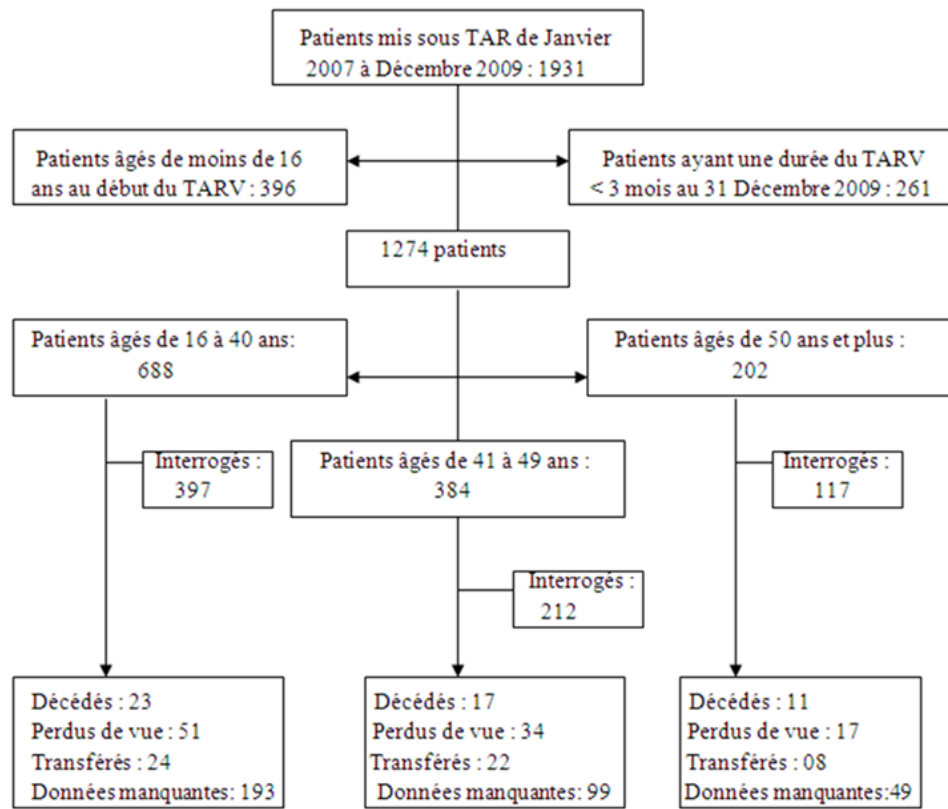 Patients mis sous TAR de Janvier
2007 à Décembre 2009 : 1931
Patients âgés de moins de 16
ans au début du TARV : 396
Patients ayant une durée du TARV
< 3 mois au 31 Décembre 2009 : 261
1274 patients
Patients âgés de 16 à 40 ans:
688
Patients âgés de 50 ans et plus :
202
Interrogés :
397
Patients âgés de 41 à 49 ans :
384
Interrogés :
117
Interrogés :
212
Décédés : 23
Perdus de vue : 51
Transférés : 24
Données manquantes: 193
Décédés : 17
Perdus de vue : 34
Transférés : 22
Données manquantes: 99
Décédés : 11
Perdus de vue : 17
Transférés : 08
Données manquantes:49